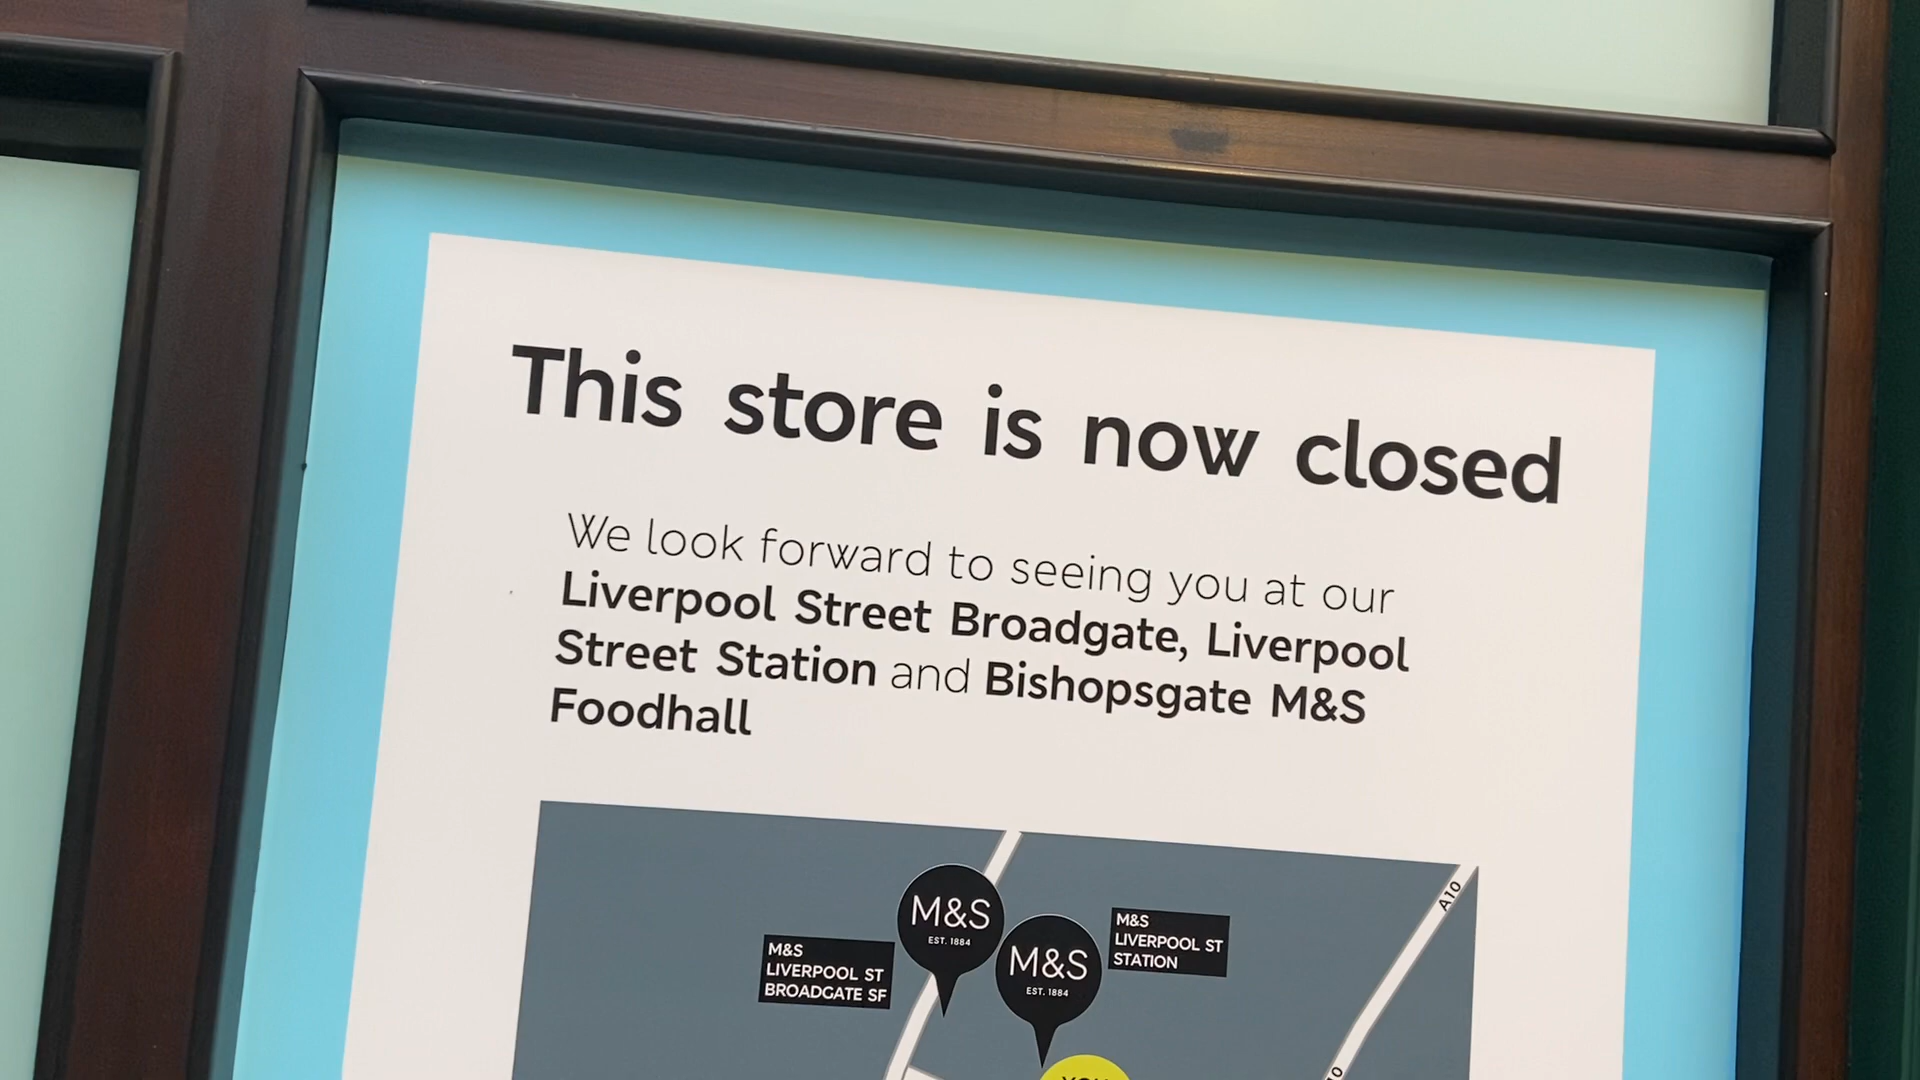 This store is now closed
We look forward to seeing you at our
Liverpool Street Broadgate, Liverpool
Street Station and Bishopsgate M&S
Foodhall
M&S
EST. 1884
M&S
LIVERPOOL ST
BROADGATE SF
M&S
EST. 1884
M&S
LIVERPOOL ST
STATION
A10